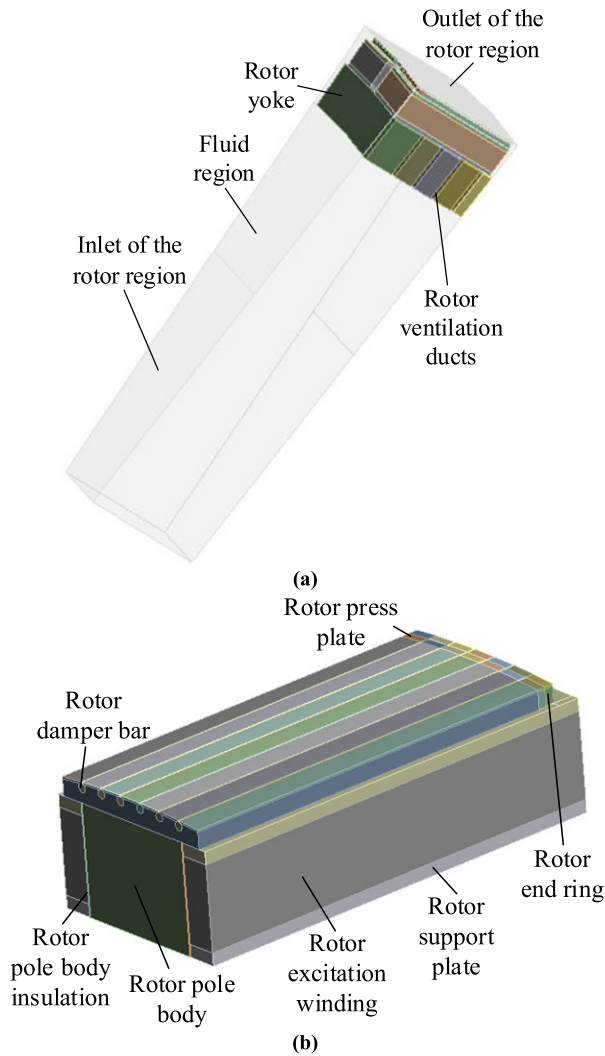 Outlet of the
rotor region
Rotor
yoke
Fluid
region
Inlet of the
rotor region
Rotor
ventilation
ducts
(a)
Rotor press
plate
Rotor
damper bar
Rotor
end ring
Rotor
support
plate
Rotor
excitation
winding
Rotor pole
body
Rotor
pole body
insulation
(b)